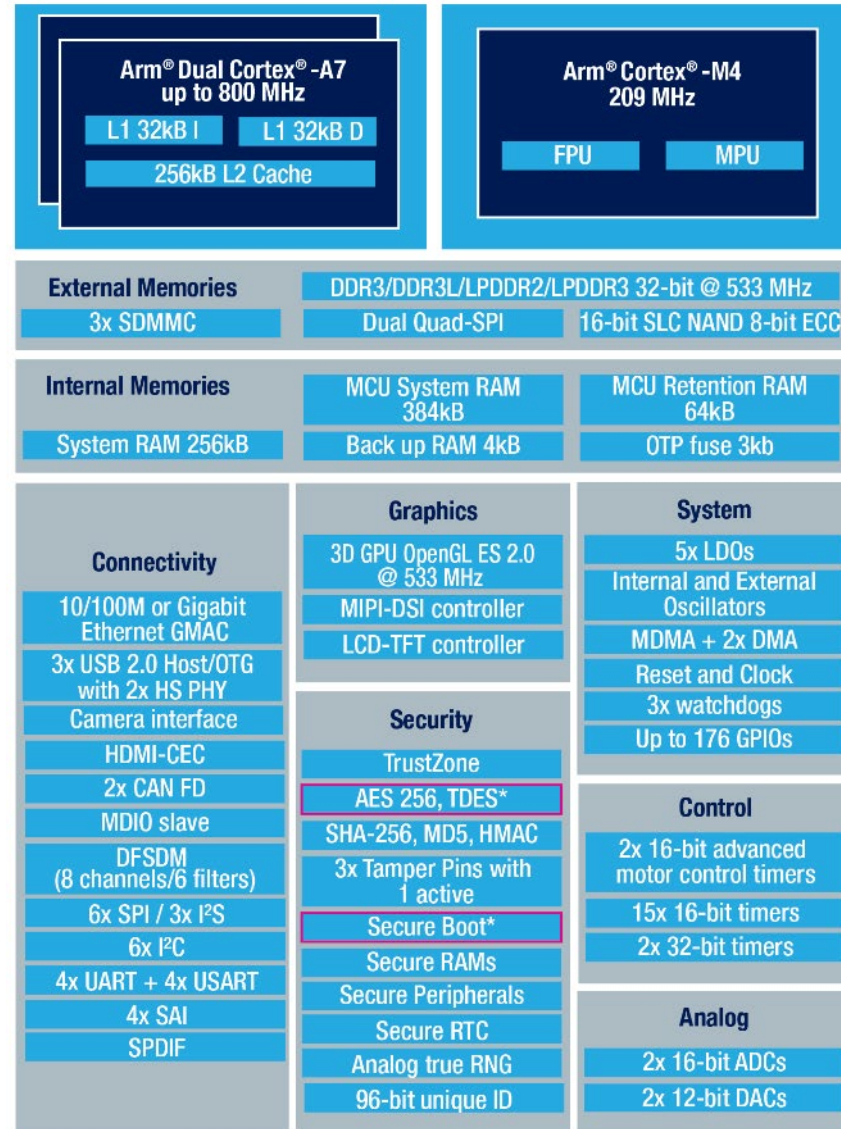 Arm® Dual Cortex® -A7
up to 800 MHz
L1 32kB I
L1 32kB D
256kB L2 Cache
Arm® Cortex® -M4
209 MHz
FPU
MPU
External Memories
DDR3/DDR3L/LPDDR2/LPDDR3 32-bit @ 533 MHz
3x SDMMC
Dual Quad-SPI
16-bit SLC NAND 8-bit ECC
Internal Memories
MCU System RAM
384kB
MCU Retention RAM
64kB
System RAM 256kB
Back up RAM 4kB
OTP fuse 3kb
Connectivity
10/100M or Gigabit
Ethernet GMAC
3x USB 2.0 Host/OTG
with 2x HS PHY
Camera interface
HDMI-CEC
2x CAN FD
MDIO slave
DFSDM
(8 channels/6 filters)
6x SPI / 3x I²S
6x I²C
4x UART + 4x USART
4x SAI
SPDIF
Graphics
3D GPU OpenGL ES 2.0
@ 533 MHz
MIPI-DSI controller
LCD-TFT controller
Security
TrustZone
AES 256, TDES*
SHA-256, MD5, HMAC
3x Tamper Pins with
1 active
Secure Boot*
Secure RAMs
Secure Peripherals
Secure RTC
Analog true RNG
96-bit unique ID
System
5x LDOs
Internal and External
Oscillators
MDMA + 2x DMA
Reset and Clock
3x watchdogs
Up to 176 GPIOs
Control
2x 16-bit advanced
motor control timers
15x 16-bit timers
2x 32-bit timers
Analog
2x 16-bit ADCs
2x 12-bit DACs